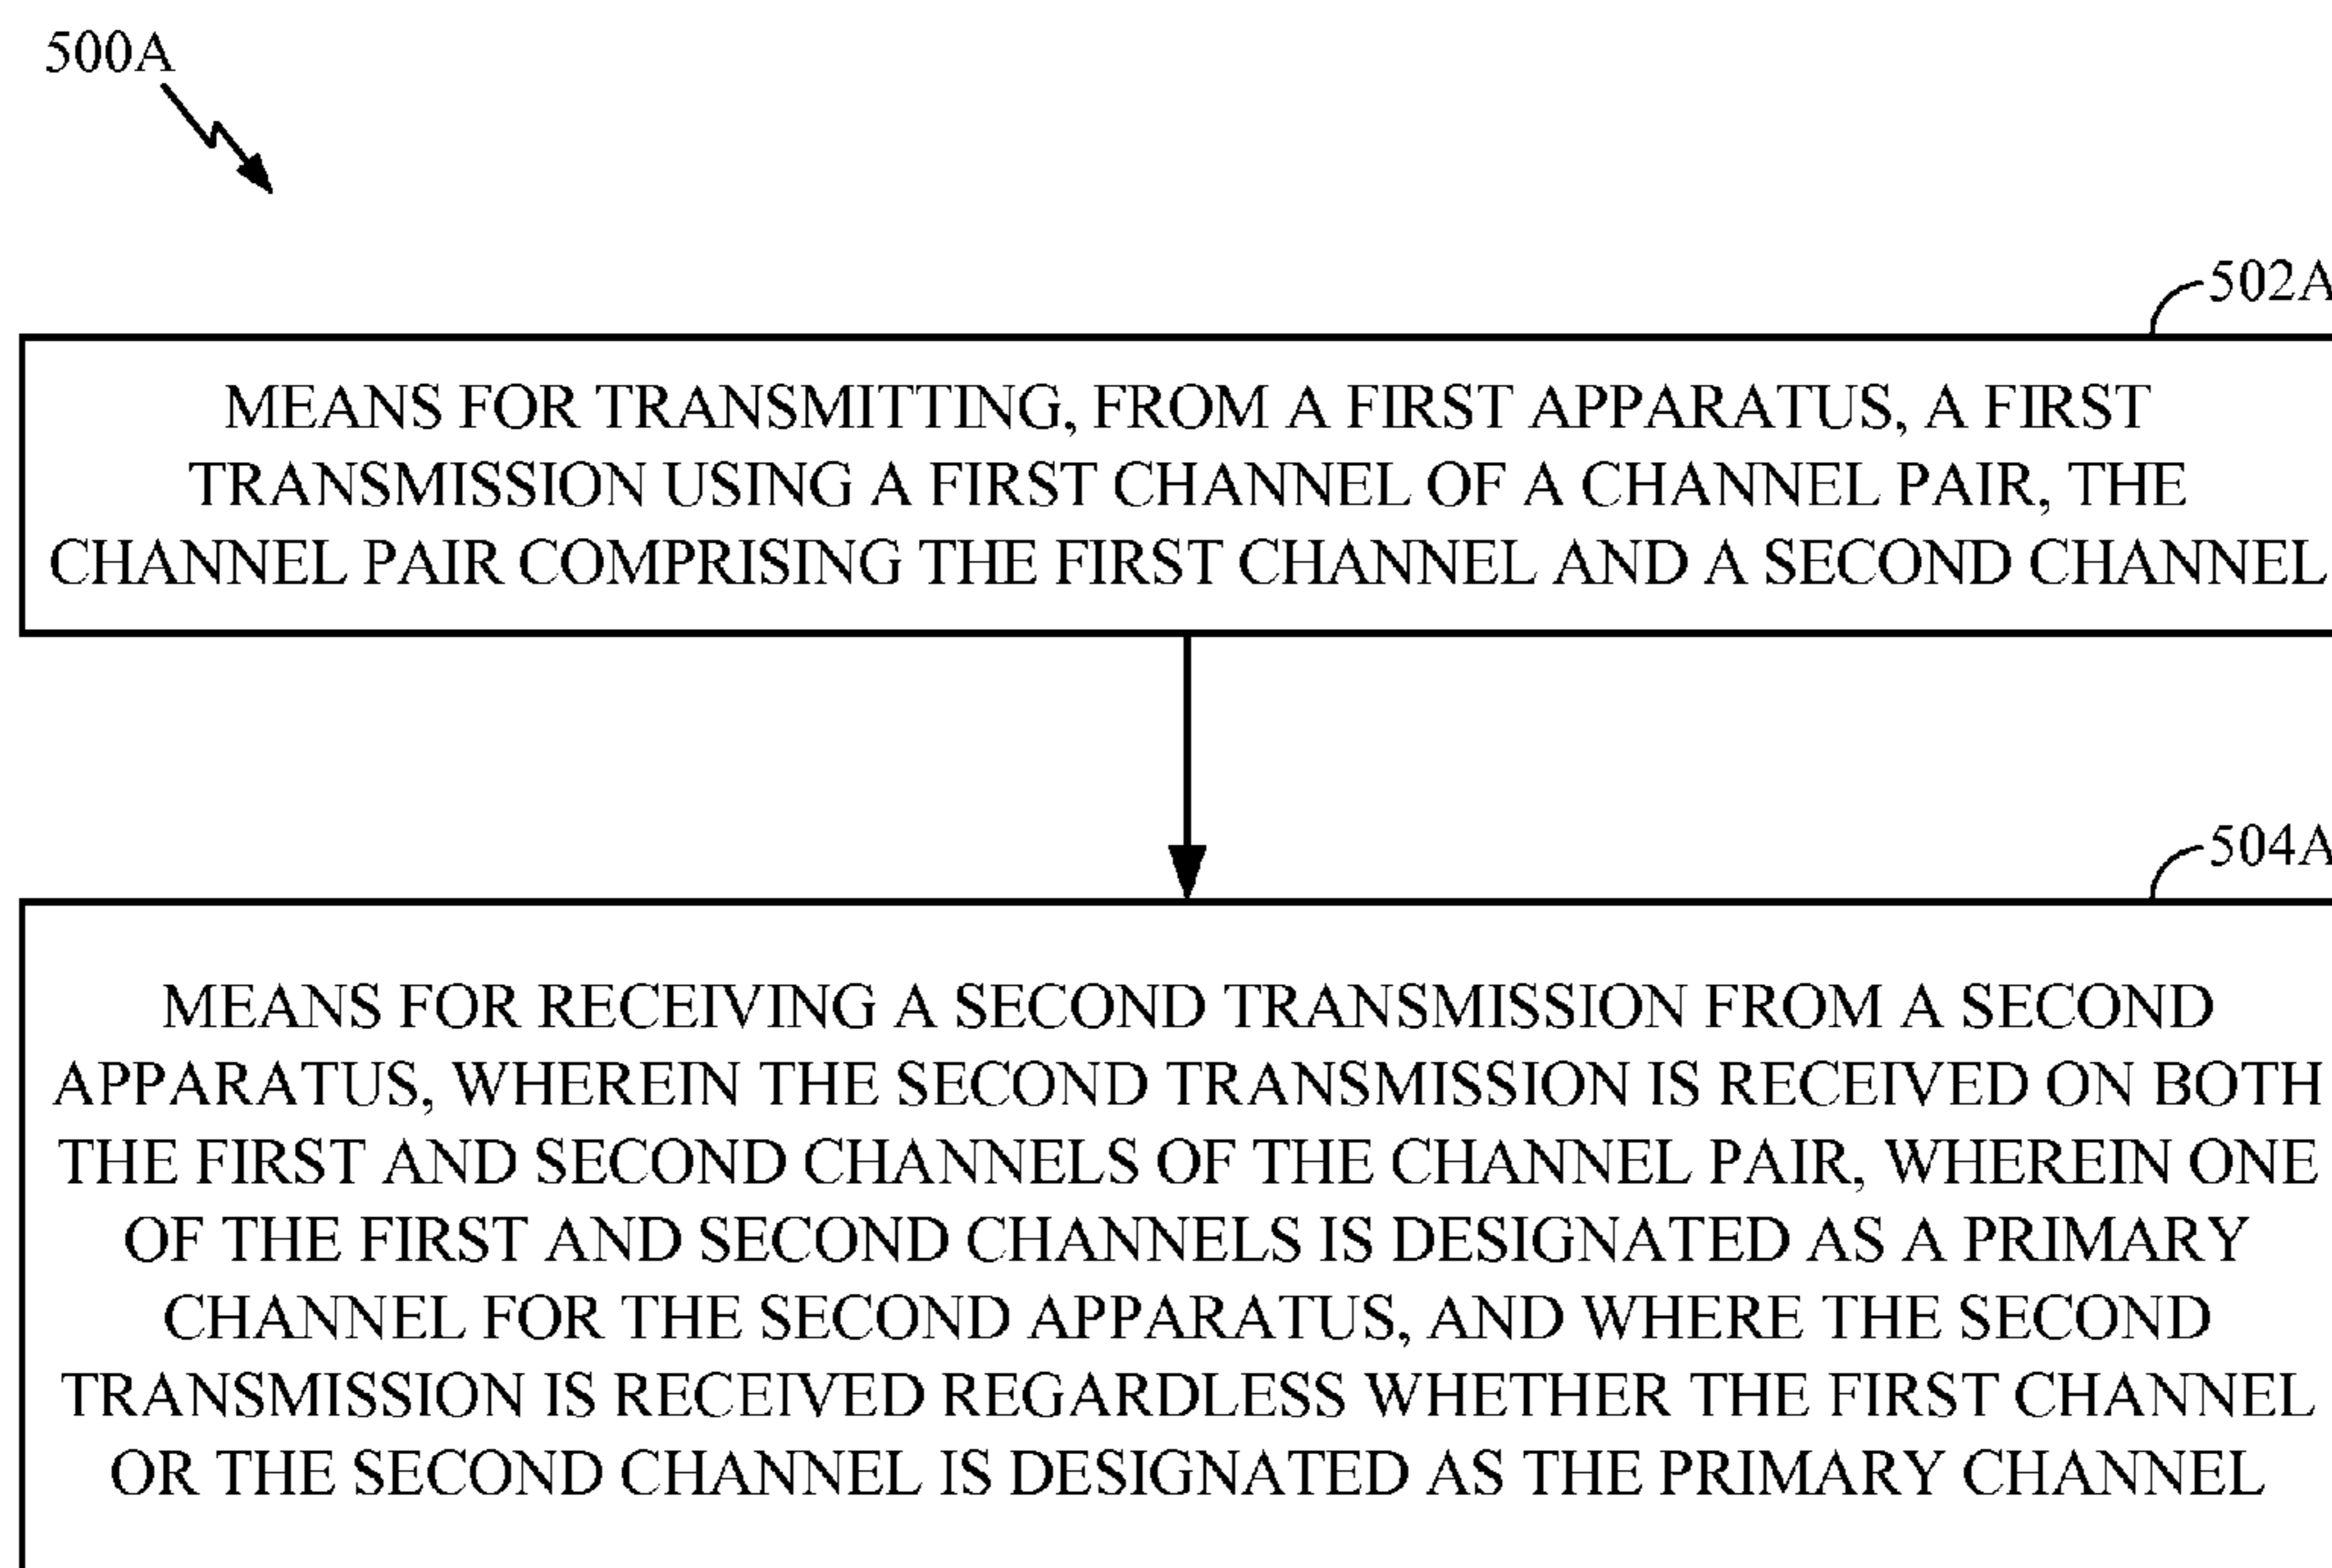 500A
502A
MEANS FOR TRANSMITTING, FROM A FIRST APPARATUS, A FIRST
TRANSMISSION USING A FIRST CHANNEL OF A CHANNEL PAIR, THE
CHANNEL PAIR COMPRISING THE FIRST CHANNEL AND A SECOND CHANNEL
504A
MEANS FOR RECEIVING A SECOND TRANSMISSION FROM A SECOND
APPARATUS, WHEREIN THE SECOND TRANSMISSION IS RECEIVED ON BOTH
THE FIRST AND SECOND CHANNELS OF THE CHANNEL PAIR, WHEREIN ONE
OF THE FIRST AND SECOND CHANNELS IS DESIGNATED AS A PRIMARY
CHANNEL FOR THE SECOND APPARATUS, AND WHERE THE SECOND
TRANSMISSION IS RECEIVED REGARDLESS WHETHER THE FIRST CHANNEL
OR THE SECOND CHANNEL IS DESIGNATED AS THE PRIMARY CHANNEL